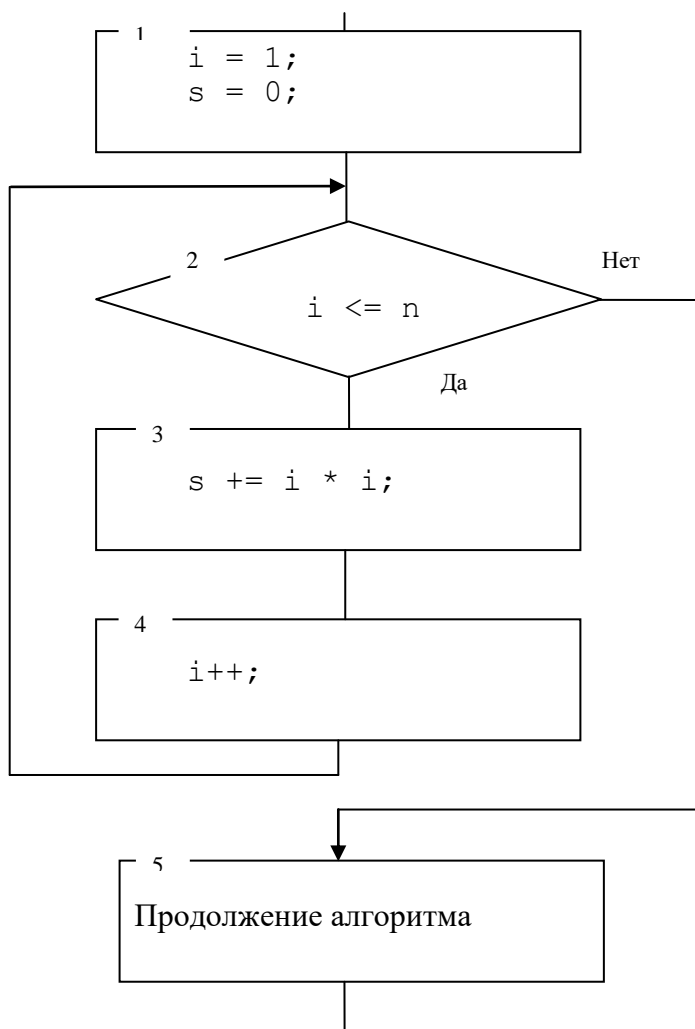 1
i = 1;
s = 0;
2
Нет
i <= n
Да
3
s += i * i;
4
i++;
5
Продолжение алгоритма